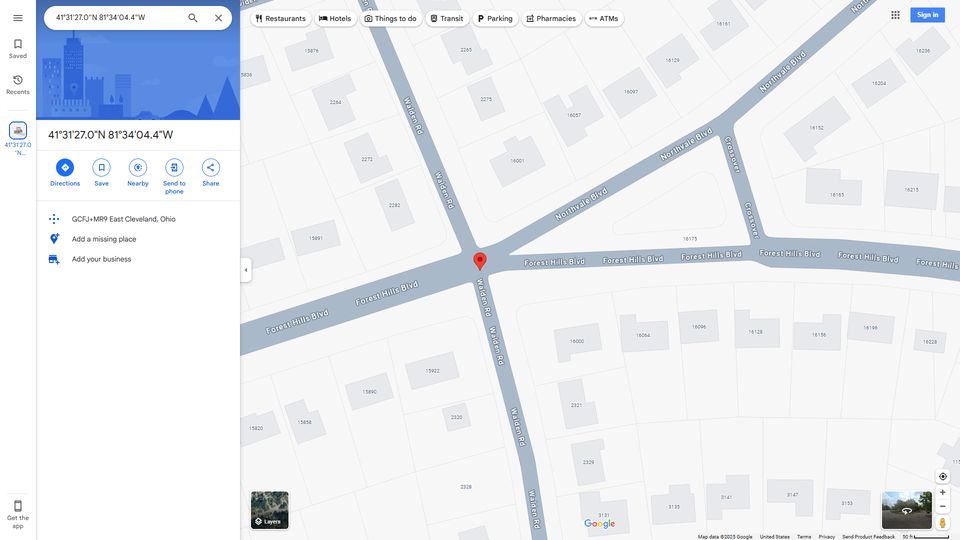 41°31'27.0"N 81°34'04.4"W
Saved
Recents
41°31'27.0
"N...
Get the
app
41°31'27.0"N 81°34'04.4"W
Directions
Save
Nearby
Send to
phone
Share
GCFJ+MR9 East Cleveland, Ohio
Add a missing place
Add your business
Restaurants
Hotels
Things to do
Transit
Parking
Pharmacies
ATMs
Sign in
Northvale Blvd
16161
16236
15876
2265
15836
16129
16204
2264
2275
16097
16057
16152
Walden Rd
Northvale Blvd
Crossover
2272
16001
Walden Rd
16165
16215
2282
Northvale Blvd
Crossover
15891
16175
Forest Hills Blvd
Forest Hills Blvd
Forest Hills Blvd
Forest Hills Blvd
Forest Hills Blvd
Forest Hills
Forest Hills Blvd
Forest Hills Blvd
Walden Rd
Walden Rd
16000
16064
16096
16128
16156
16196
16228
15922
15890
2320
2321
15820
15858
Walden Rd
2329
2328
Walden Rd
3131
3135
3141
3147
3153
Layers
Google
Map data ©2025 Google
United States
Terms
Privacy
Send Product Feedback
50 ft